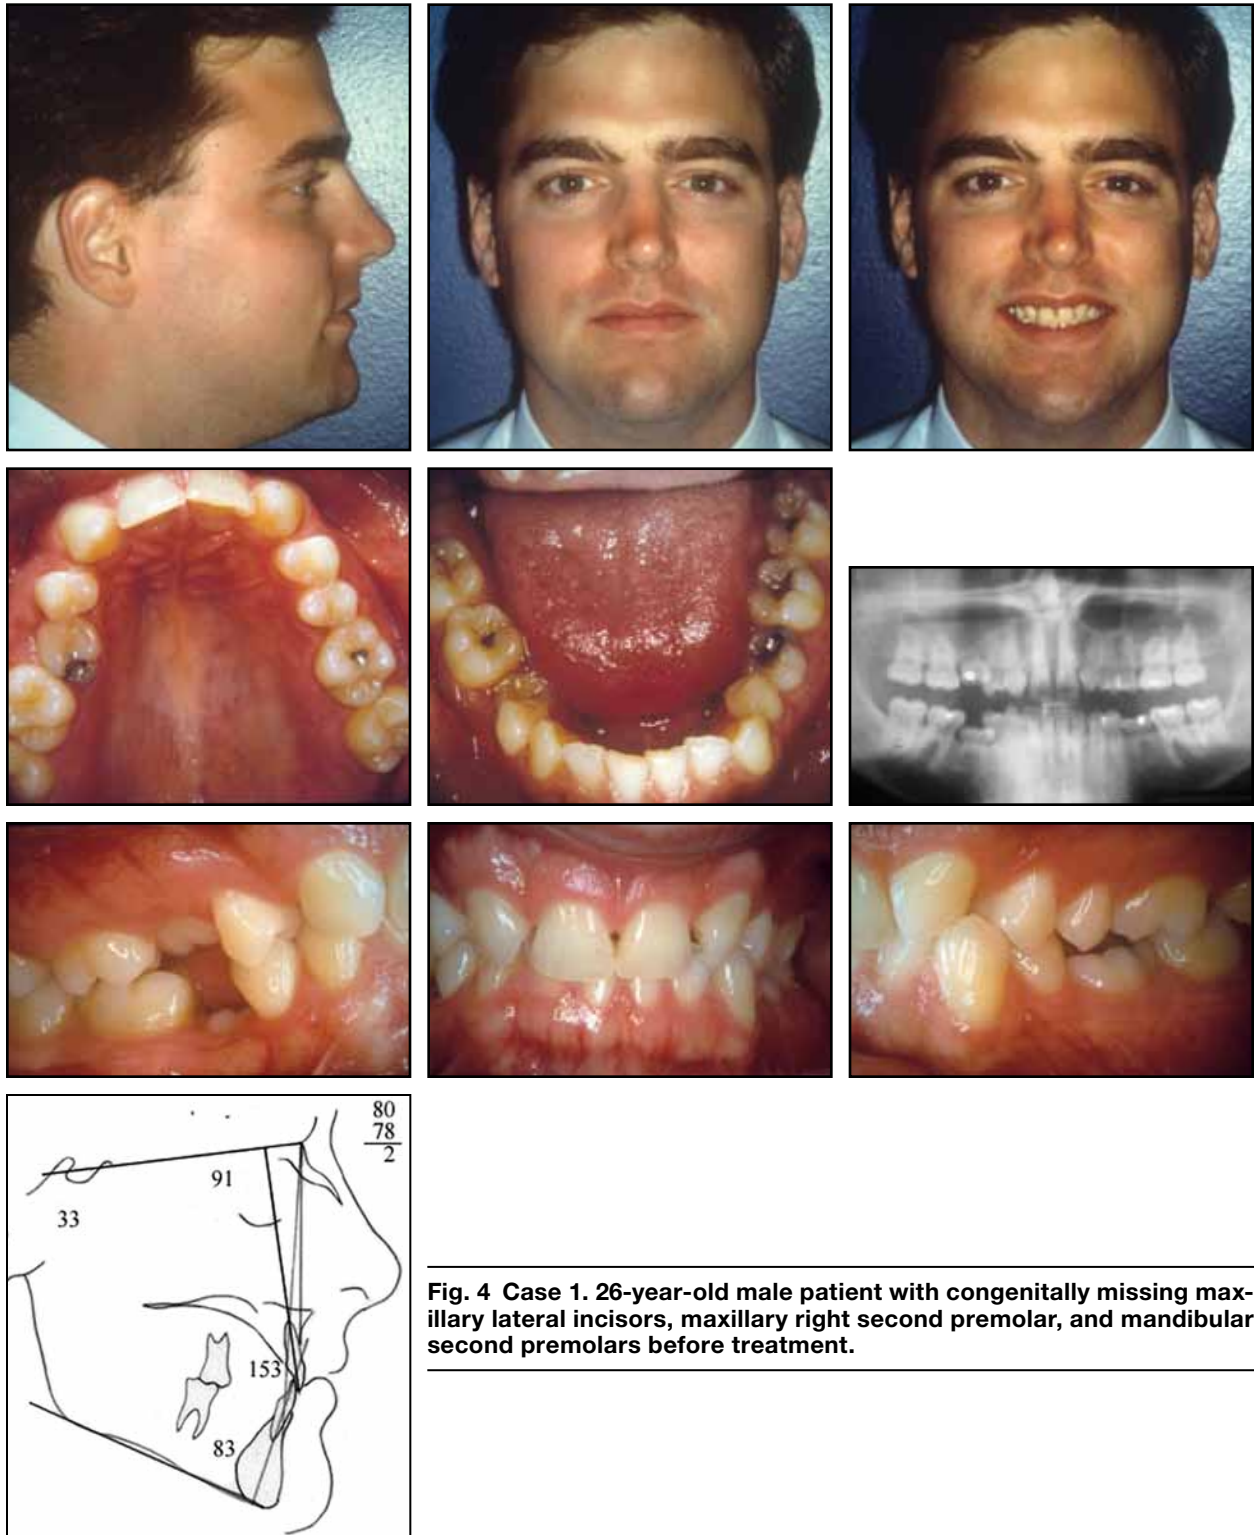 80
78
2
91
33
153
83
Fig. 4 Case 1. 26-year-old male patient with congenitally missing max-
illary lateral incisors, maxillary right second premolar, and mandibular
second premolars before treatment.